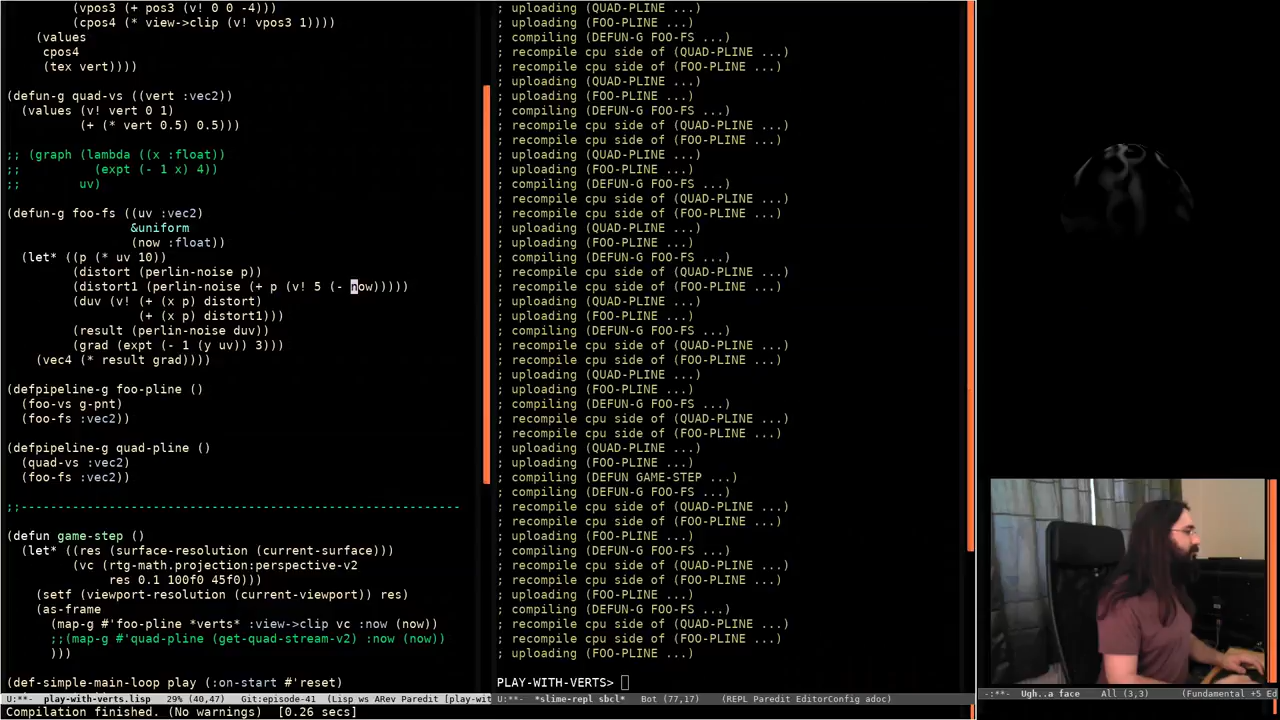 (vpos3 (+ pos3 (v! 0 0 -4)))
(cpos4 (* view->clip (v! vpos3 1))))
(values
cpos4
(tex vert))))
(defun-g quad-vs ((vert :vec2))
(values (v! vert 0 1)
(+ (* vert 0.5) 0.5)))
;; (graph (lambda ((x :float))
;;          (expt (- 1 x) 4))
;;        uv)
(defun-g foo-fs ((uv :vec2)
&uniform
(now :float))
(let* ((p (* uv 10))
(distort (perlin-noise p))
(distort1 (perlin-noise (+ p (v! 5 (- now)))))
(duv (v! (+ (x p) distort)
(+ (x p) distort1)))
(result (perlin-noise duv))
(grad (expt (- 1 (y uv)) 3)))
(vec4 (* result grad))))
(defpipeline-g foo-pline ()
(foo-vs g-pnt)
(foo-fs :vec2))
(defpipeline-g quad-pline ()
(quad-vs :vec2)
(foo-fs :vec2))
;;------------------------------------------------------------
(defun game-step ()
(let* ((res (surface-resolution (current-surface)))
(vc (rtg-math.projection:perspective-v2
res 0.1 100f0 45f0)))
(setf (viewport-resolution (current-viewport)) res)
(as-frame
(map-g #'foo-pline *verts* :view->clip vc :now (now))
;;(map-g #'quad-pline (get-quad-stream-v2) :now (now))
)))
(def-simple-main-loop play (:on-start #'reset)
U:**-  play-with-verts.lisp   29% (40,47)   Git:episode-41  (Lisp ws ARev Paredit [play-wit
Compilation finished. (No warnings)  [0.26 secs]
; uploading (QUAD-PLINE ...)
; uploading (FOO-PLINE ...)
; compiling (DEFUN-G FOO-FS ...)
; recompile cpu side of (QUAD-PLINE ...)
; recompile cpu side of (FOO-PLINE ...)
; uploading (QUAD-PLINE ...)
; uploading (FOO-PLINE ...)
; compiling (DEFUN-G FOO-FS ...)
; recompile cpu side of (QUAD-PLINE ...)
; recompile cpu side of (FOO-PLINE ...)
; uploading (QUAD-PLINE ...)
; uploading (FOO-PLINE ...)
; compiling (DEFUN-G FOO-FS ...)
; recompile cpu side of (QUAD-PLINE ...)
; recompile cpu side of (FOO-PLINE ...)
; uploading (QUAD-PLINE ...)
; uploading (FOO-PLINE ...)
; compiling (DEFUN-G FOO-FS ...)
; recompile cpu side of (QUAD-PLINE ...)
; recompile cpu side of (FOO-PLINE ...)
; uploading (QUAD-PLINE ...)
; uploading (FOO-PLINE ...)
; compiling (DEFUN-G FOO-FS ...)
; recompile cpu side of (QUAD-PLINE ...)
; recompile cpu side of (FOO-PLINE ...)
; uploading (QUAD-PLINE ...)
; uploading (FOO-PLINE ...)
; compiling (DEFUN-G FOO-FS ...)
; recompile cpu side of (QUAD-PLINE ...)
; recompile cpu side of (FOO-PLINE ...)
; uploading (QUAD-PLINE ...)
; uploading (FOO-PLINE ...)
; compiling (DEFUN GAME-STEP ...)
; compiling (DEFUN-G FOO-FS ...)
; recompile cpu side of (QUAD-PLINE ...)
; recompile cpu side of (FOO-PLINE ...)
; uploading (FOO-PLINE ...)
; compiling (DEFUN-G FOO-FS ...)
; recompile cpu side of (QUAD-PLINE ...)
; recompile cpu side of (FOO-PLINE ...)
; uploading (FOO-PLINE ...)
; compiling (DEFUN-G FOO-FS ...)
; recompile cpu side of (QUAD-PLINE ...)
; recompile cpu side of (FOO-PLINE ...)
; uploading (FOO-PLINE ...)
PLAY-WITH-VERTS>
U:**-  *slime-repl sbcl*   Bot (77,17)   (REPL Paredit EditorConfig adoc)
-:**-  Ugh..a face   All (3,3)   (Fundamental +5 Ed